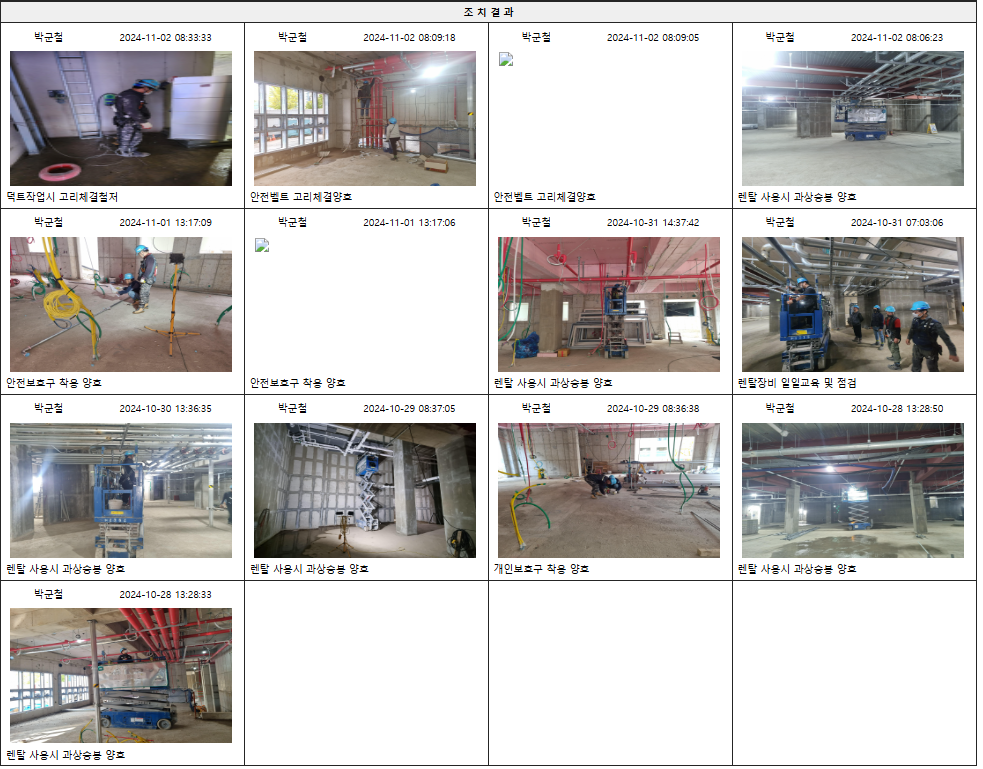 조 치 결 과
박군철 2024-11-02 08:33:33
박군철 2024-11-02 08:09:18
박군철 2024-11-02 08:09:05
박군철 2024-11-02 08:06:23
덕트작업시 고리체결철저
안전벨트 고리체결양호
안전벨트 고리체결양호
렌탈 사용시 과상승봉 양호
박군철 2024-11-01 13:17:09
박군철 2024-11-01 13:17:06
박군철 2024-10-31 14:37:42
박군철 2024-10-31 07:03:06
안전보호구 착용 양호
안전보호구 착용 양호
렌탈 사용시 과상승봉 양호
렌탈장비 일일교육 및 점검
박군철 2024-10-30 13:36:35
박군철 2024-10-29 08:37:05
박군철 2024-10-29 08:36:38
박군철 2024-10-28 13:28:50
렌탈 사용시 과상승봉 양호
렌탈 사용시 과상승봉 양호
개인보호구 착용 양호
렌탈 사용시 과상승봉 양호
박군철 2024-10-28 13:28:33
렌탈 사용시 과상승봉 양호